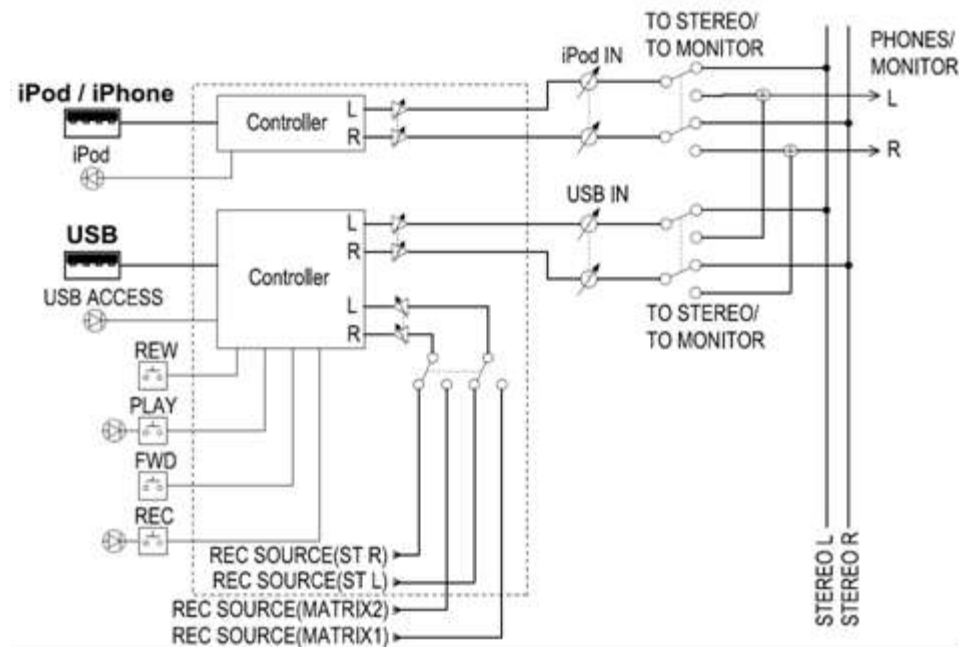 TO STEREO/
TO MONITOR
PHONES/
MONITOR
iPod IN
L
R
iPod / iPhone
Controller
L
R
iPod
USB IN
USB
Controller
L
R
L
R
USB ACCESS
TO STEREO/
TO MONITOR
REW
PLAY
FWD
REC
REC SOURCE(ST R)
REC SOURCE(ST L)
REC SOURCE(MATRIX2)
REC SOURCE(MATRIX1)
STEREO L
STEREO R